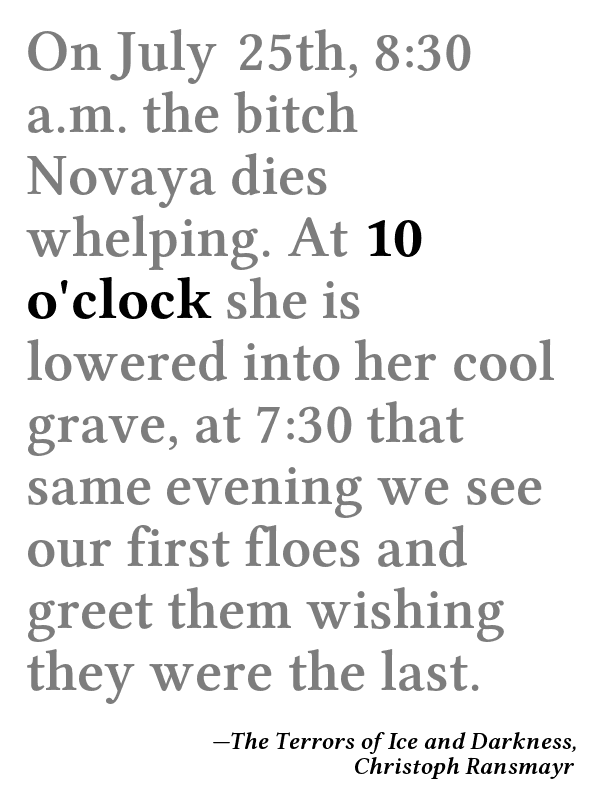 On July 25th, 8:30
a.m. the bitch
Novaya dies
whelping. At 10
o'clock she is
lowered into her cool
grave, at 7:30 that
same evening we see
our first floes and
greet them wishing
they were the last.
—The Terrors of Ice and Darkness,
Christoph Ransmayr